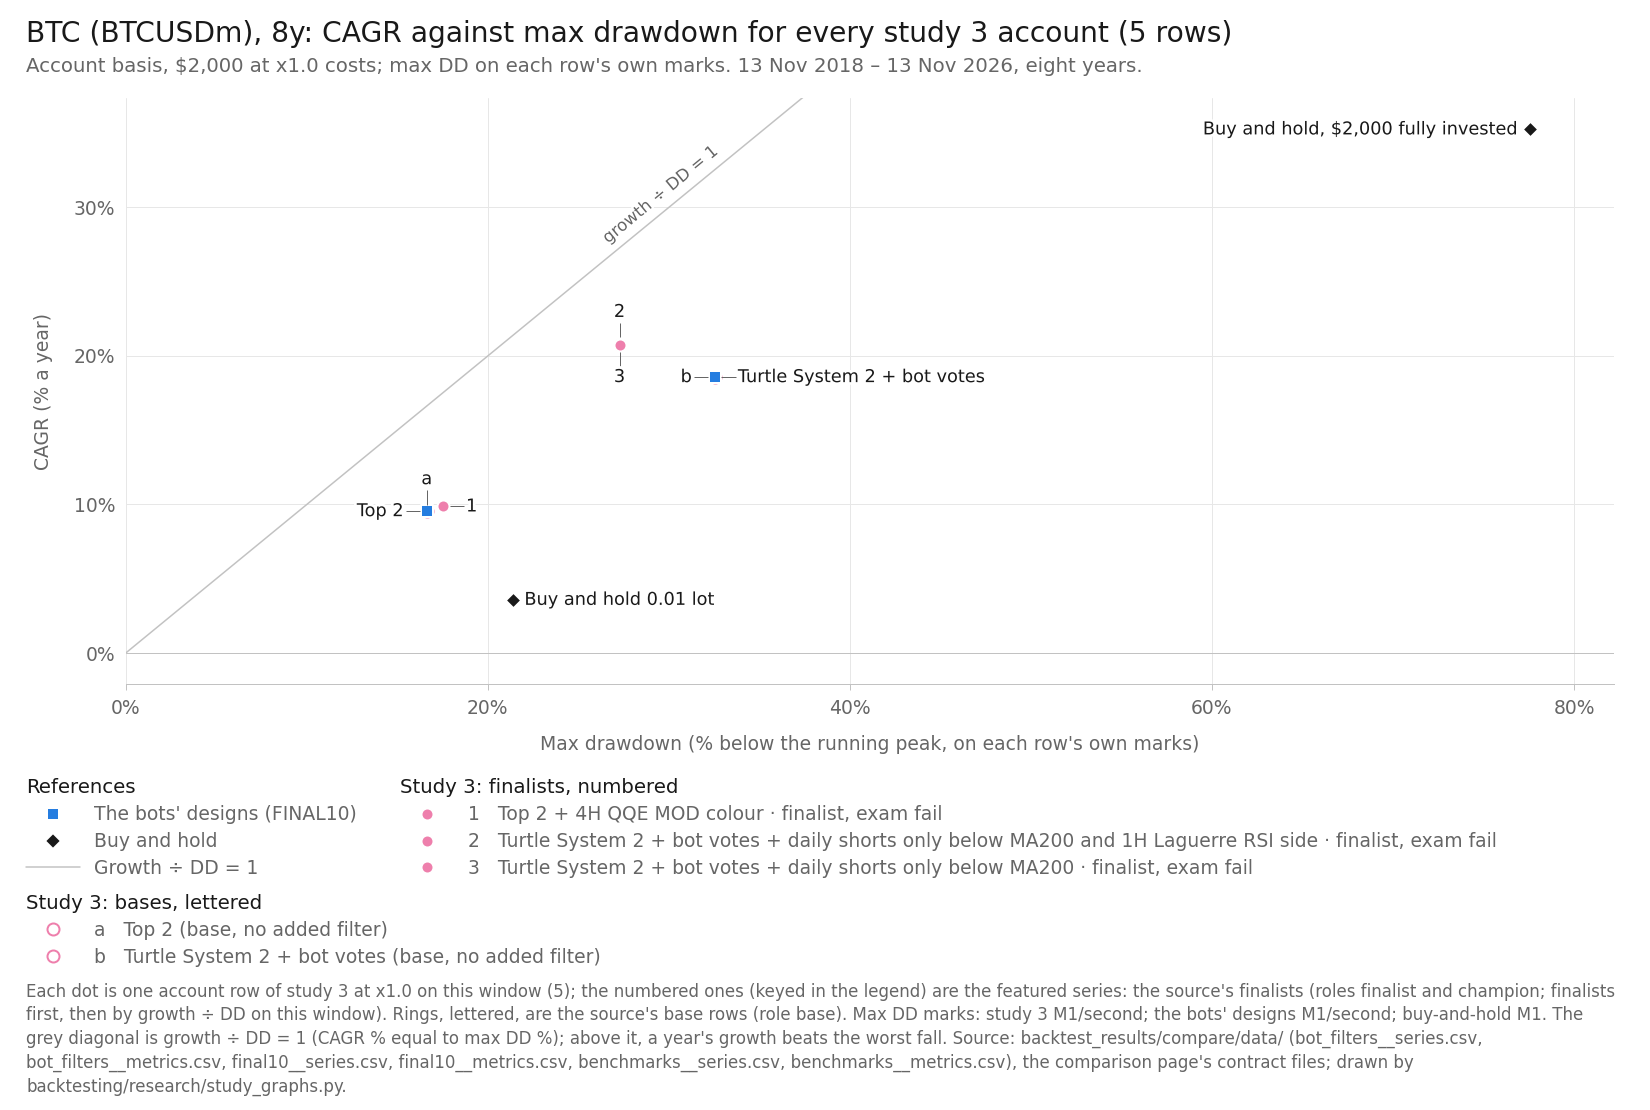 BTC (BTCUSDm), 8y: CAGR against max drawdown for every study 3 account (5 rows)
Account basis, $2,000 at x1.0 costs; max DD on each row's own marks. 13 Nov 2018 – 13 Nov 2026, eight years.
Buy and hold, $2,000 fully invested
growth ÷ DD = 1
30%
2
20%
3
b
Turtle System 2 + bot votes
CAGR (% a year)
a
10%
Top 2
1
Buy and hold 0.01 lot
0%
0%
20%
40%
60%
80%
Max drawdown (% below the running peak, on each row's own marks)
References
The bots' designs (FINAL10)
Buy and hold
Growth ÷ DD = 1
Study 3: finalists, numbered
1 Top 2 + 4H QQE MOD colour · finalist, exam fail
2 Turtle System 2 + bot votes + daily shorts only below MA200 and 1H Laguerre RSI side · finalist, exam fail
3 Turtle System 2 + bot votes + daily shorts only below MA200 · finalist, exam fail
Study 3: bases, lettered
a Top 2 (base, no added filter)
b Turtle System 2 + bot votes (base, no added filter)
Each dot is one account row of study 3 at x1.0 on this window (5); the numbered ones (keyed in the legend) are the featured series: the source's finalists (roles finalist and champion; finalists
first, then by growth ÷ DD on this window). Rings, lettered, are the source's base rows (role base). Max DD marks: study 3 M1/second; the bots' designs M1/second; buy-and-hold M1. The
grey diagonal is growth ÷ DD = 1 (CAGR % equal to max DD %); above it, a year's growth beats the worst fall. Source: backtest_results/compare/data/ (bot_filters__series.csv,
bot_filters__metrics.csv, final10__series.csv, final10__metrics.csv, benchmarks__series.csv, benchmarks__metrics.csv), the comparison page's contract files; drawn by
backtesting/research/study_graphs.py.